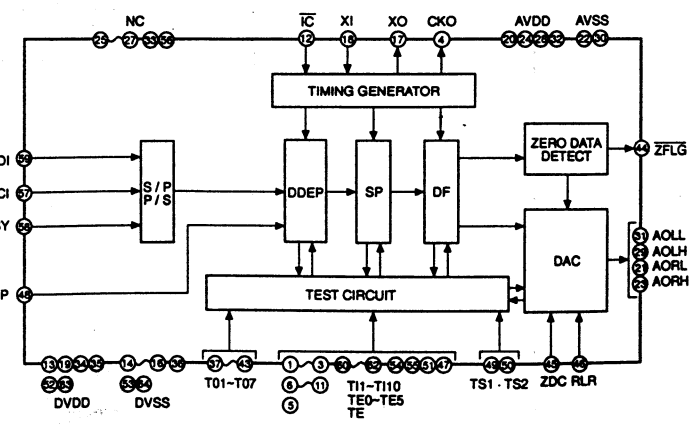 NC IC XI XO CKO AVDD AVSS
25 27 33 56 12 18 17 4 20 24 28 32 22 30
TIMING GENERATOR
DI 59
CI 57
SY 58
P 48
S / P
P / S
DDEP
SP
DF
ZERO DATA
DETECT
44 ZFLG
DAC
31 AOLL
29 AOLH
21 AORL
23 AORH
TEST CIRCUIT
13 19 34 35 14 16 36 37 43 1 3 60 62 54 55 51 47 49 50 45 46
52 63 53 64 6 11
DVDD DVSS T01~T07 5 TI1~TI10 TS1 · TS2 ZDC RLR
TE0~TE5
TE